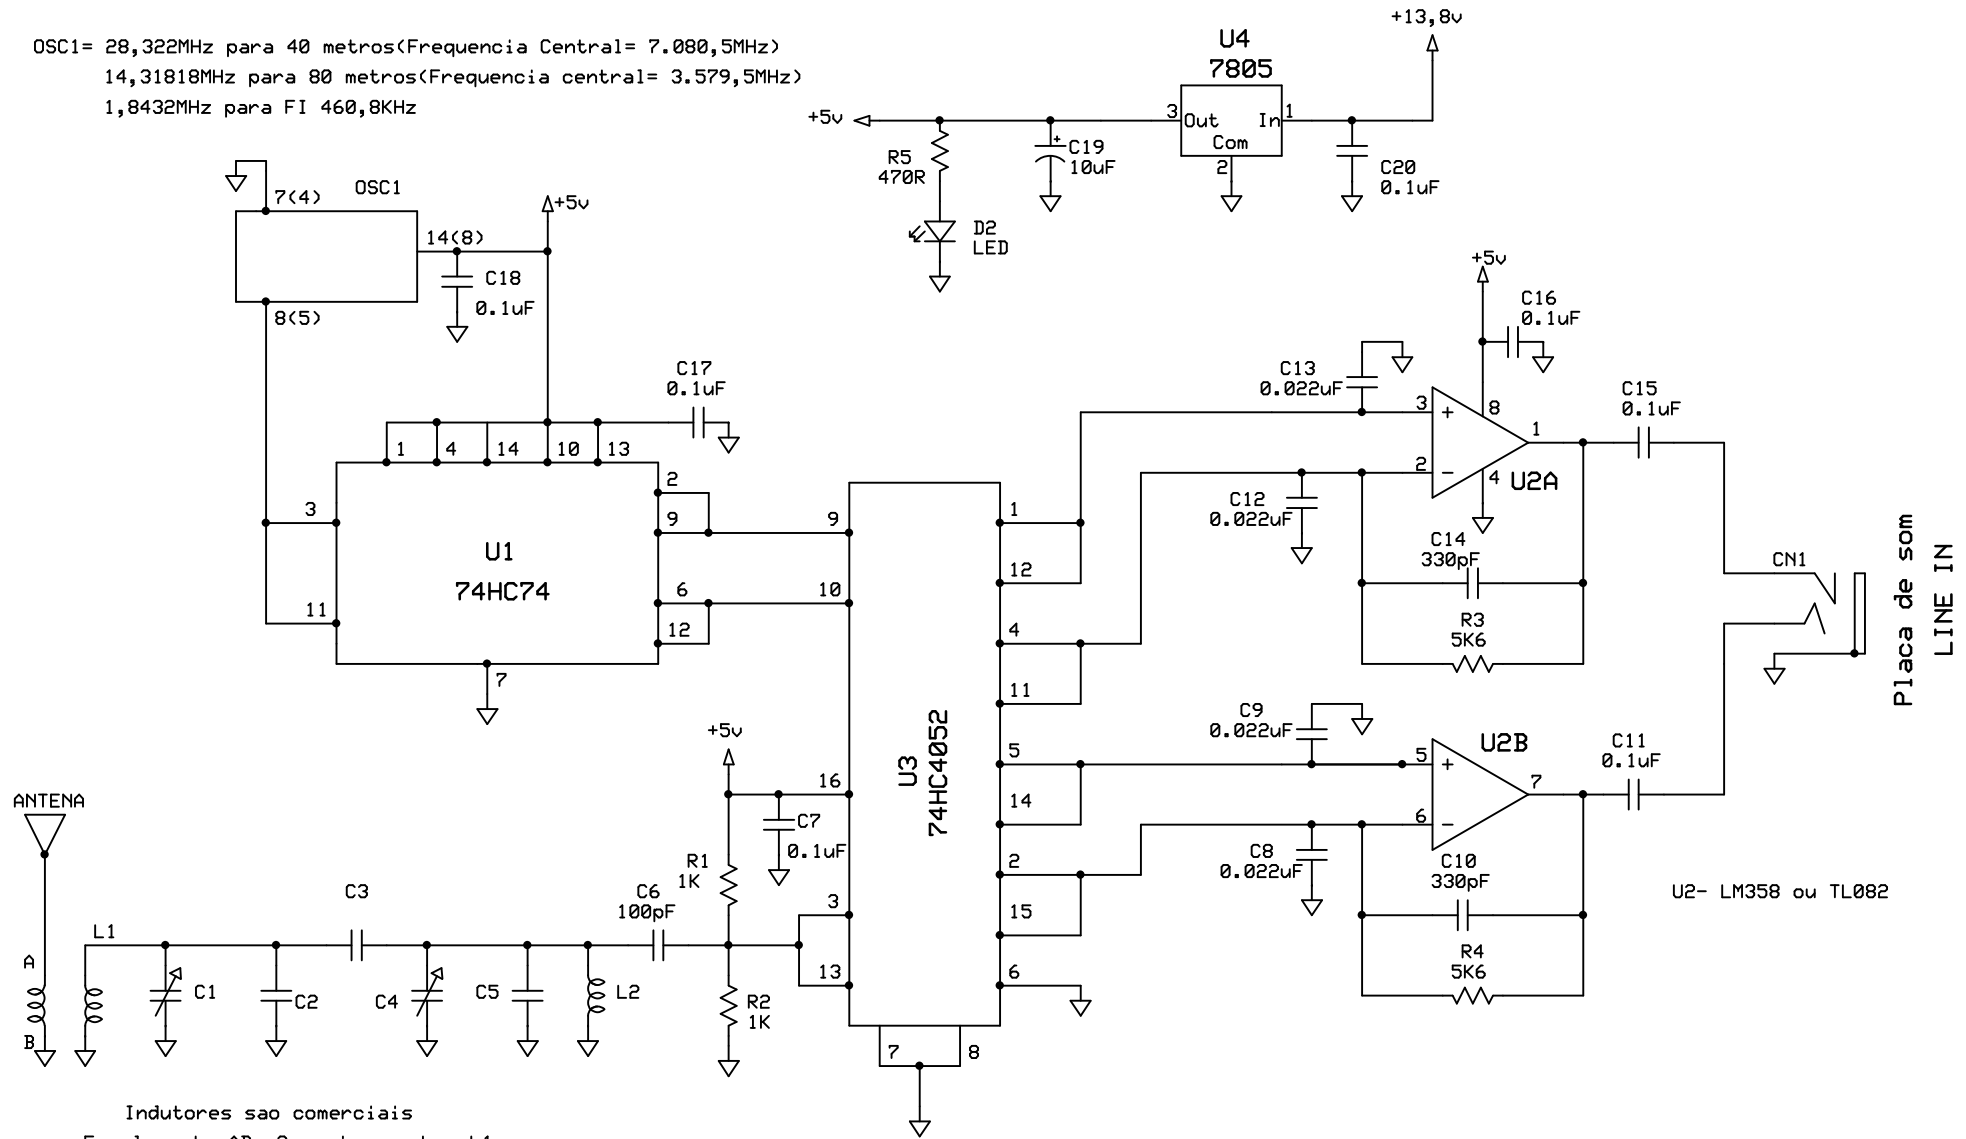 OSC1= 28,322MHz para 40 metros(Frequencia Central= 7.080,5MHz)
14,31818MHz para 80 metros(Frequencia central= 3.579,5MHz)
1,8432MHz para FI 460,8KHz
+13,8v
U4
7805
+5v
3
Out
In
1
Com
2
R5
470R
C19
10uF
+
C20
0.1uF
D2
LED
7(4)
OSC1
14(8)
+5v
C18
0.1uF
8(5)
C17
0.1uF
1
4
14
10
13
3
11
U1
74HC74
2
9
6
12
7
9
10
U3
74HC4052
1
12
4
11
5
14
2
15
6
16
3
13
7
8
+5v
C16
0.1uF
C13
0.022uF
3
+
8
1
2
-
4
U2A
C15
0.1uF
C12
0.022uF
C14
330pF
R3
5K6
CN1
Placa de som
LINE IN
C9
0.022uF
U2B
5
+
7
6
-
C11
0.1uF
C8
0.022uF
C10
330pF
R4
5K6
U2- LM358 ou TL082
+5v
C7
0.1uF
R1
1K
R2
1K
ANTENA
A
B
L1
C1
C2
C3
C4
C5
L2
C6
100pF
Indutores sao comerciais